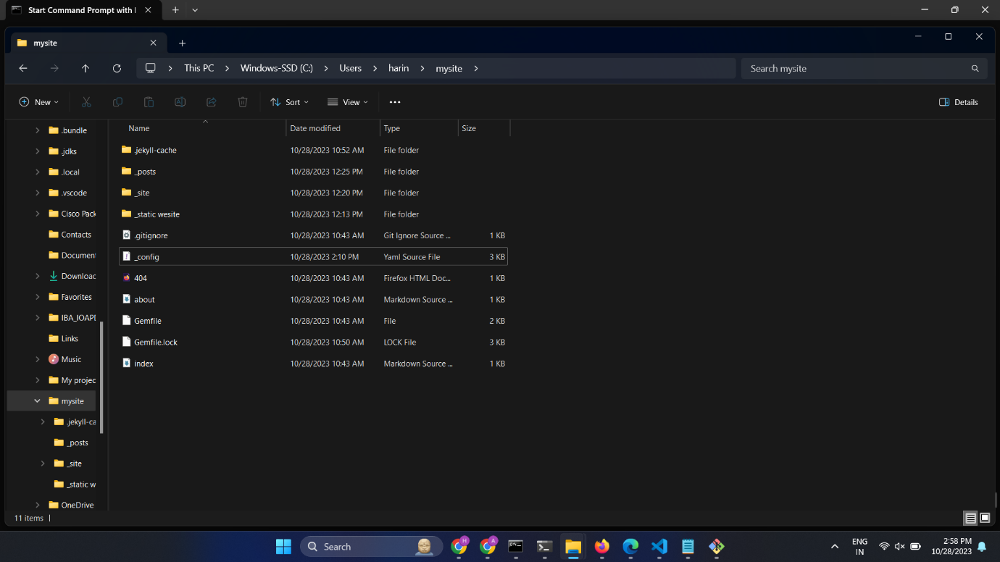 Start Command Prompt with I
mysite
This PC > Windows-SSD (C:) > Users > harin > mysite >
Search mysite
New
Sort
View
Details
Name
Date modified
Type
Size
.bundle
.jdks
.local
.vscode
Cisco Pack
Contacts
Documen
Downloac
Favorites
IBA_IOAPI
Links
Music
My projec
mysite
.jekyll-ca
_posts
_site
_static w
OneDrive
.jekyll-cache 10/28/2023 10:52 AM File folder
_posts 10/28/2023 12:25 PM File folder
_site 10/28/2023 12:20 PM File folder
_static wesite 10/28/2023 12:13 PM File folder
.gitignore 10/28/2023 10:43 AM Git Ignore Source ... 1 KB
_config 10/28/2023 2:10 PM Yaml Source File 3 KB
404 10/28/2023 10:43 AM Firefox HTML Doc... 1 KB
about 10/28/2023 10:43 AM Markdown Source ... 1 KB
Gemfile 10/28/2023 10:43 AM File 2 KB
Gemfile.lock 10/28/2023 10:50 AM LOCK File 3 KB
index 10/28/2023 10:43 AM Markdown Source ... 1 KB
11 items
Search
H
A
ENG
IN
2:58 PM
10/28/2023